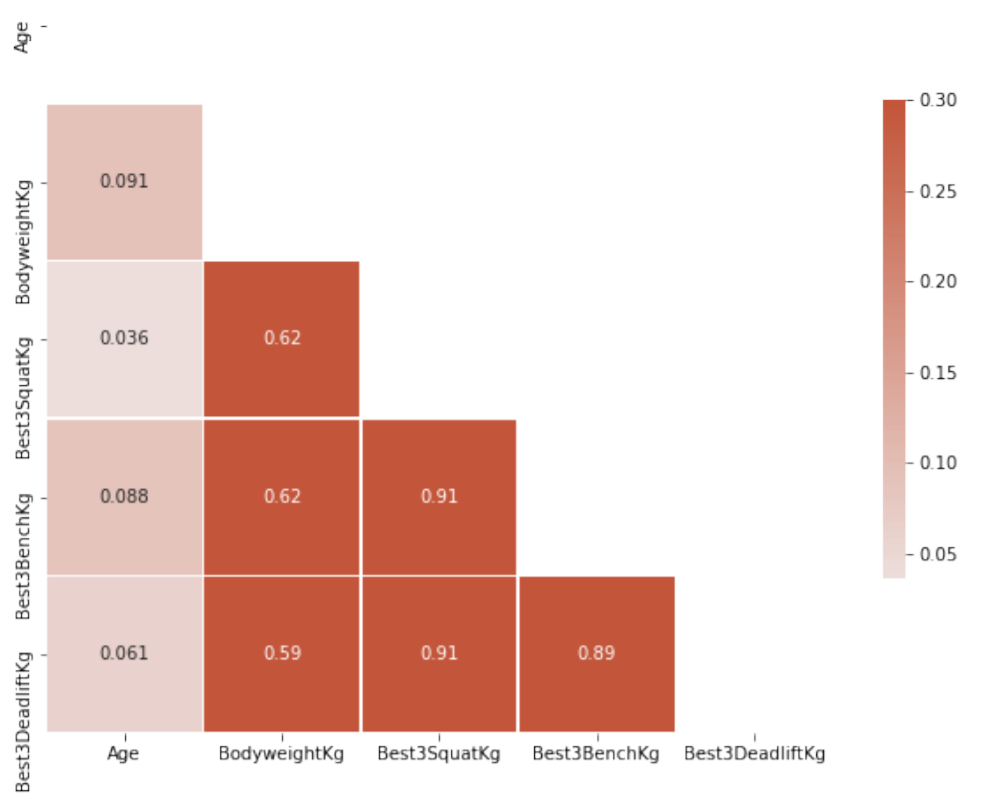 Age
0.30
0.091
BodyweightKg
0.25
0.20
0.036
0.62
Best3SquatKg
0.15
0.10
0.088
0.62
0.91
Best3BenchKg
0.05
0.061
0.59
0.91
0.89
Best3DeadliftKg
Age
BodyweightKg
Best3SquatKg
Best3BenchKg
Best3DeadliftKg